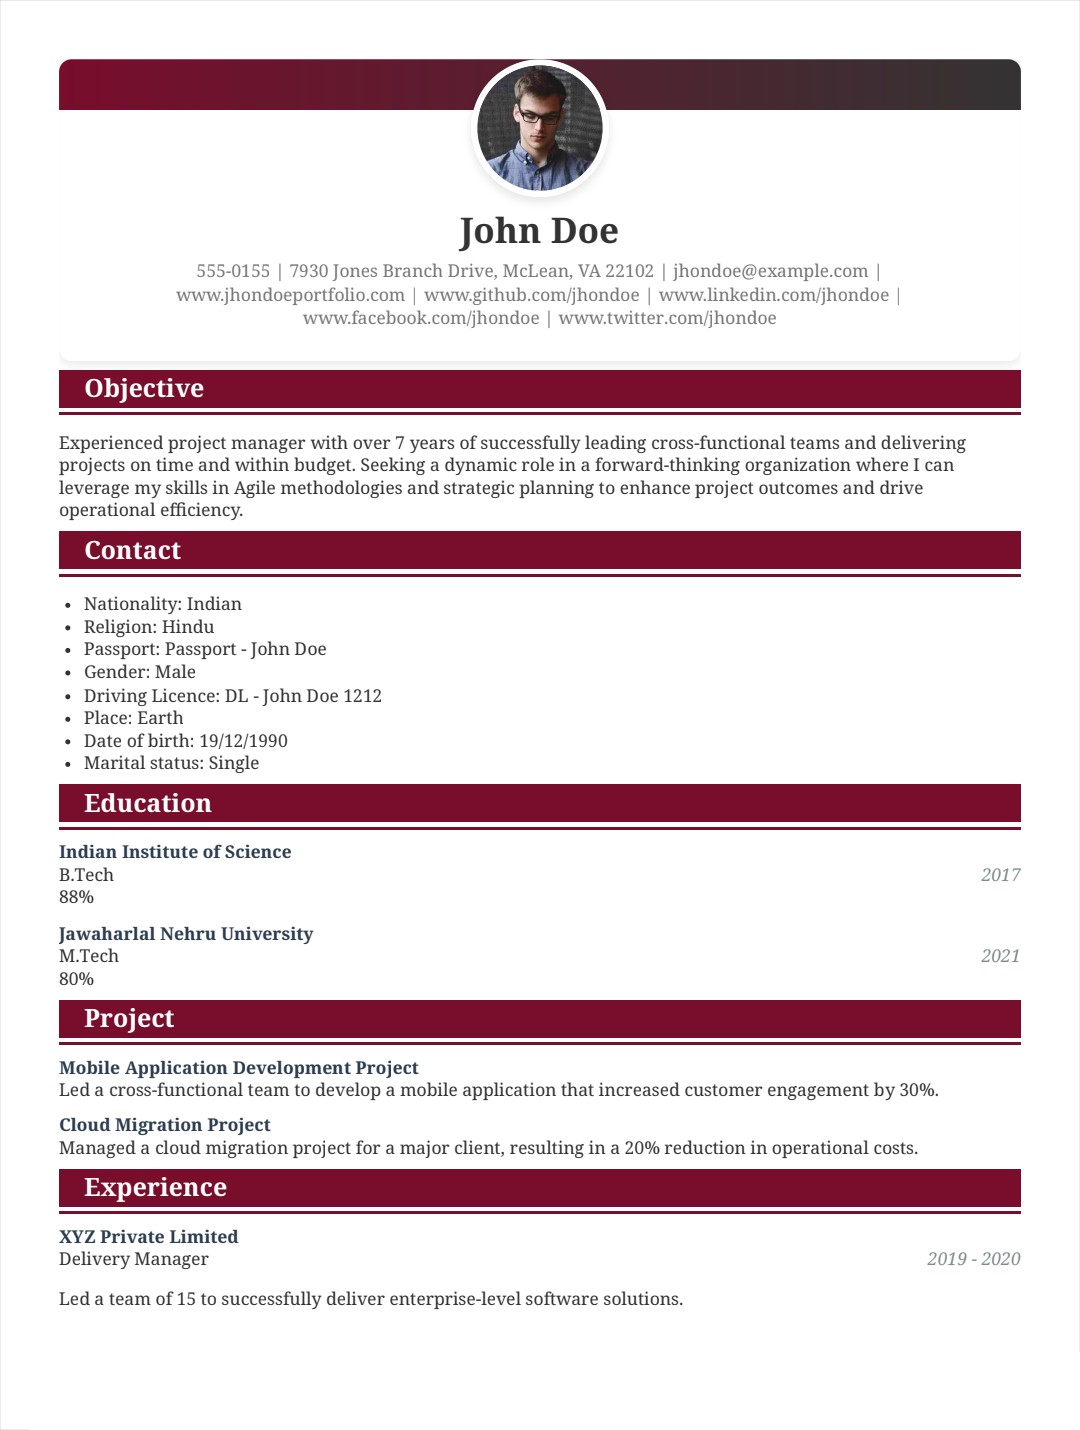 John Doe
555-0155 | 7930 Jones Branch Drive, McLean, VA 22102 | jhondoe@example.com |
www.jhondoeportfolio.com | www.github.com/jhondoe | www.linkedin.com/jhondoe |
www.facebook.com/jhondoe | www.twitter.com/jhondoe
Objective
Experienced project manager with over 7 years of successfully leading cross-functional teams and delivering
projects on time and within budget. Seeking a dynamic role in a forward-thinking organization where I can
leverage my skills in Agile methodologies and strategic planning to enhance project outcomes and drive
operational efficiency.
Contact
• Nationality: Indian
• Religion: Hindu
• Passport: Passport - John Doe
• Gender: Male
• Driving Licence: DL - John Doe 1212
• Place: Earth
• Date of birth: 19/12/1990
• Marital status: Single
Education
Indian Institute of Science
B.Tech 2017
88%
Jawaharlal Nehru University
M.Tech 2021
80%
Project
Mobile Application Development Project
Led a cross-functional team to develop a mobile application that increased customer engagement by 30%.
Cloud Migration Project
Managed a cloud migration project for a major client, resulting in a 20% reduction in operational costs.
Experience
XYZ Private Limited
Delivery Manager 2019 - 2020
Led a team of 15 to successfully deliver enterprise-level software solutions.